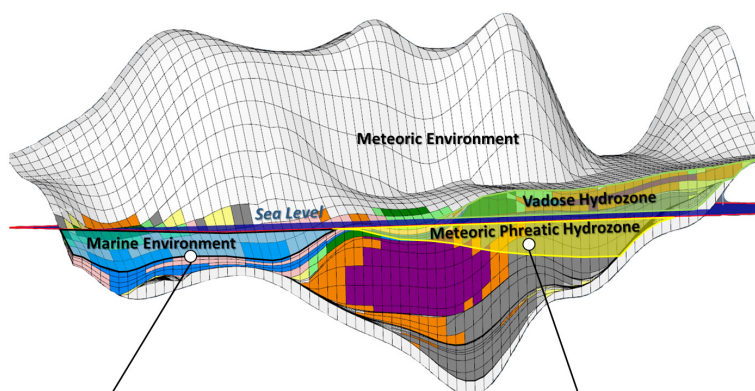 Meteoric Environment
Vadose Hydrozone
Sea Level
Meteoric Phreatic Hydrozone
Marine Environment